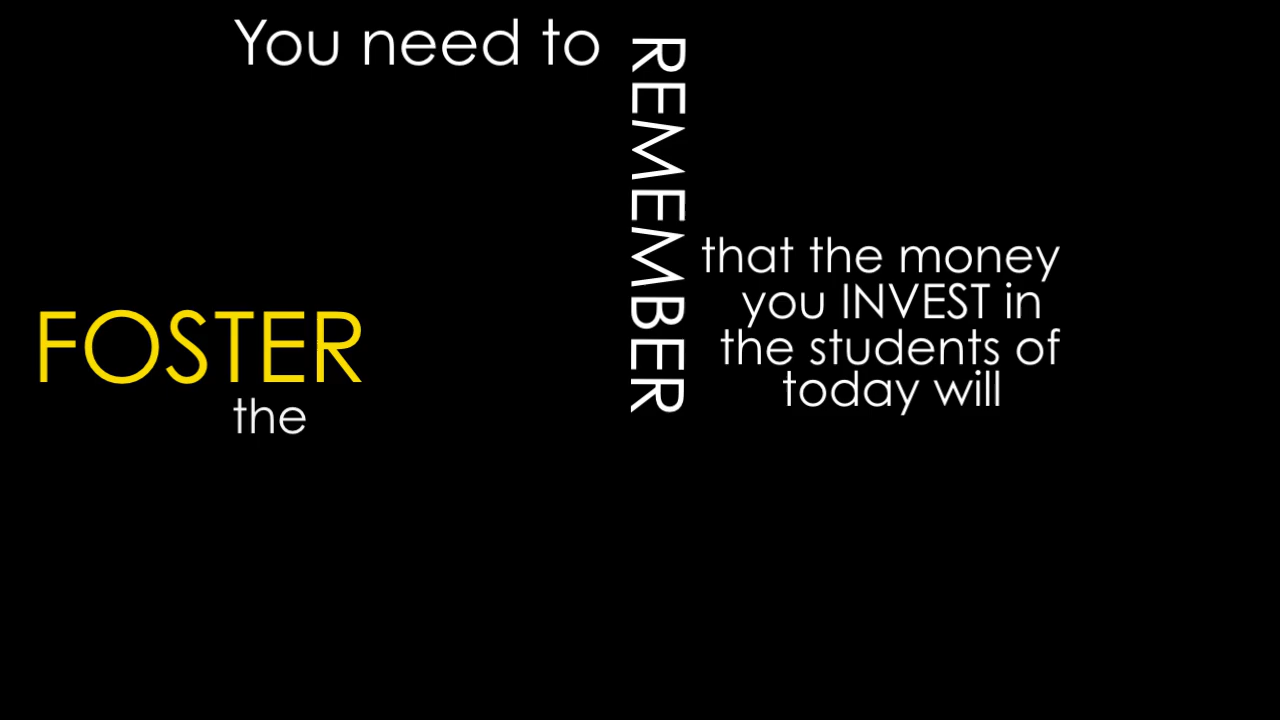 You need to
REMEMBER
that the money
you INVEST in
the students of
today will
FOSTER
the